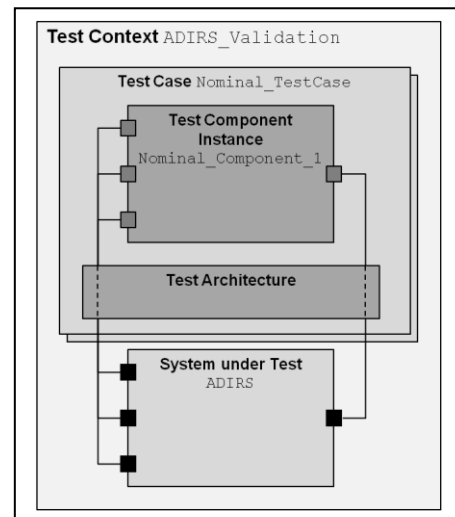 Test Context ADIRS_Validation
Test Case Nominal_TestCase
Test Component
Instance
Nominal_Component_1
Test Architecture
System under Test
ADIRS